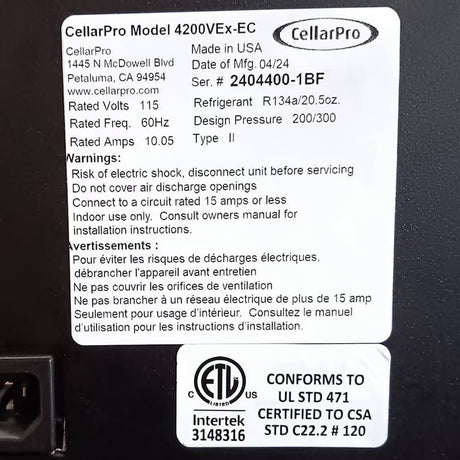 CellarPro Model 4200VEx-EC
CellarPro
CellarPro
1445 N McDowell Blvd
Petaluma, CA 94954
www.cellarpro.com
Made in USA
Date of Mfg. 04/24
Ser. # 2404400-1BF
Rated Volts 115
Refrigerant R134a/20.5oz.
Rated Freq. 60Hz
Design Pressure 200/300
Rated Amps 10.05
Type II
Warnings:
Risk of electric shock, disconnect unit before servicing
Do not cover air discharge openings
Connect to a circuit rated 15 amps or less
Indoor use only. Consult owners manual for
installation instructions.
Avertissements :
Pour éviter les risques de décharges électriques,
débrancher l'appareil avant entretien
Ne pas couvrir les orifices de ventilation
Ne pas brancher à un réseau électrique de plus de 15 amp
Seulement pour usage d'intérieur. Consultez le manuel
d'utilisation pour les instructions d'installation.
ETL
LISTED
C US
Intertek
3148316
CONFORMS TO
UL STD 471
CERTIFIED TO CSA
STD C22.2 # 120